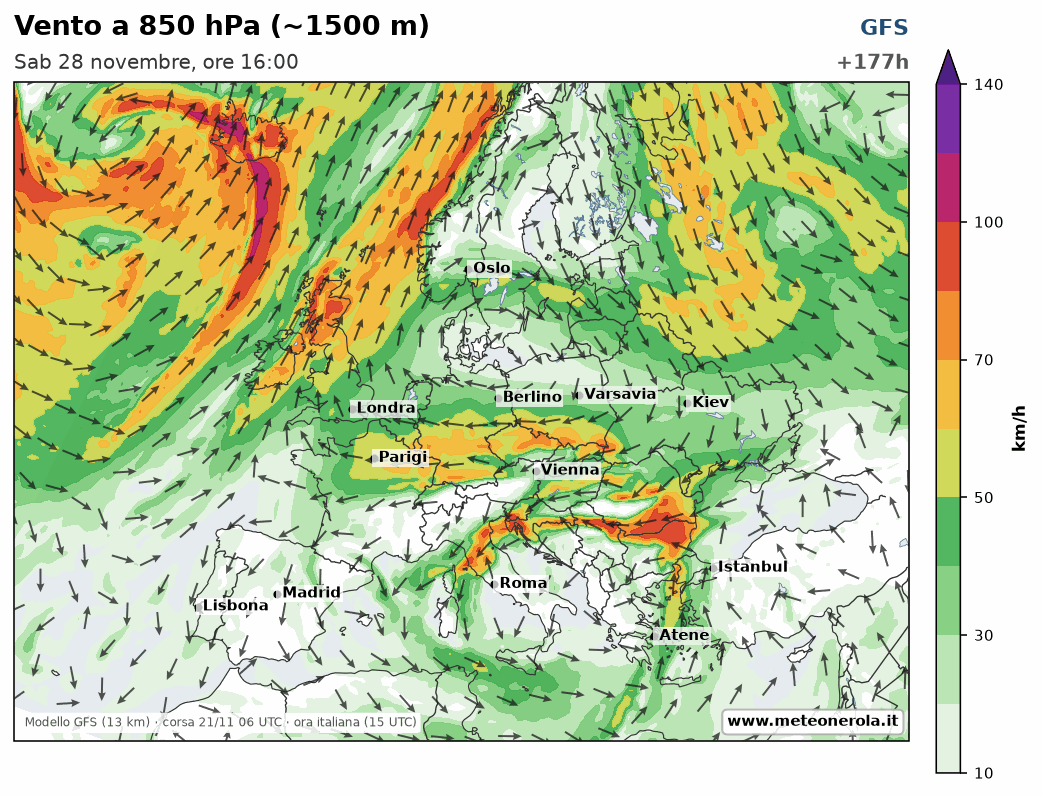 Vento a 850 hPa (~1500 m)
GFS
Sab 28 novembre, ore 16:00
+177h
140
120
100
70
50
30
10
km/h
Oslo
Londra
Berlino
Varsavia
Kiev
Parigi
Vienna
Roma
Istanbul
Madrid
Lisbona
Atene
Modello GFS (13 km) · corsa 21/11 06 UTC · ora italiana (15 UTC)
www.meteonerola.it